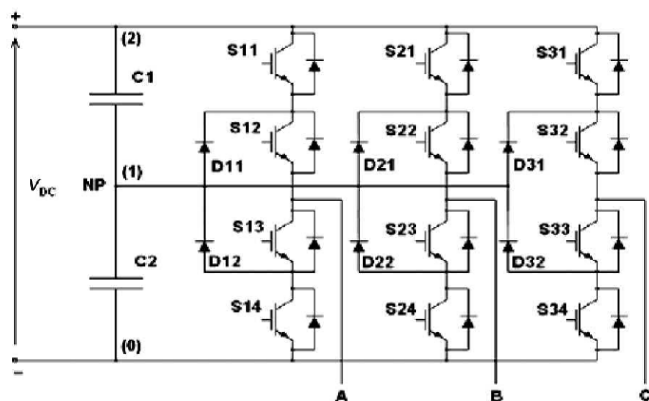 +
(2)
S11
S21
S31
C1
S12
S22
S32
D11
D21
D31
V_DC
NP
(1)
S13
S23
S33
C2
D12
D22
D32
S14
S24
S34
(0)
−
A
B
C